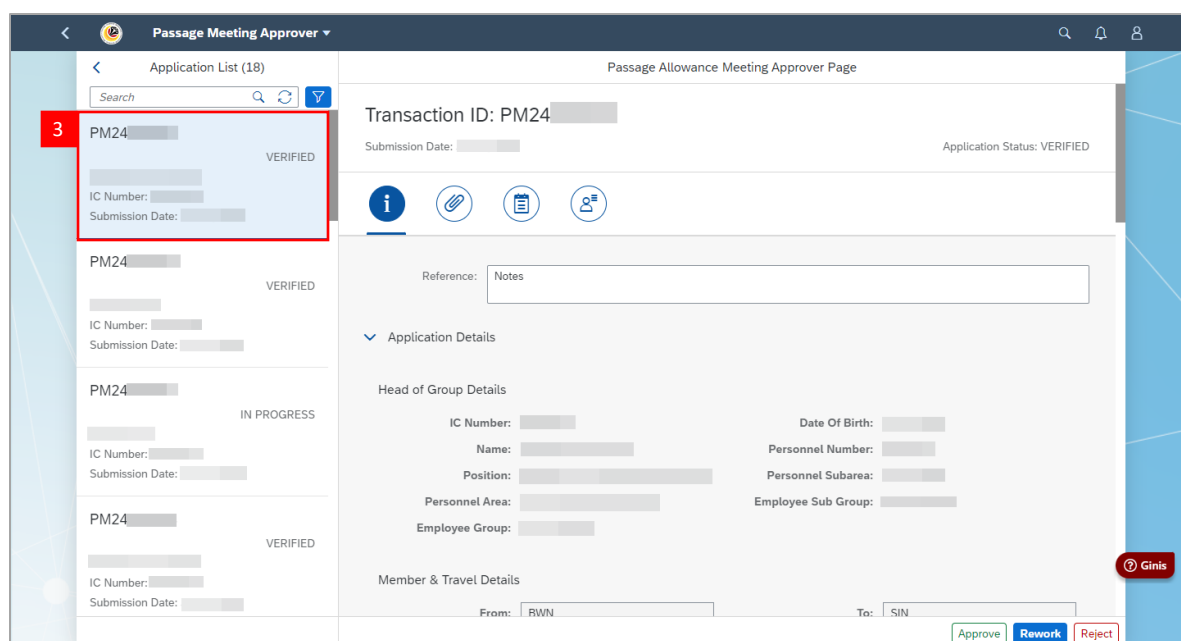 Passage Meeting Approver
Application List (18)
Passage Allowance Meeting Approver Page
Search
3
PM24
VERIFIED
IC Number:
Submission Date:
PM24
VERIFIED
IC Number:
Submission Date:
PM24
IN PROGRESS
IC Number:
Submission Date:
PM24
VERIFIED
IC Number:
Submission Date:
Transaction ID: PM24
Submission Date:
Application Status: VERIFIED
Reference: Notes
Application Details
Head of Group Details
IC Number:
Date Of Birth:
Name:
Personnel Number:
Position:
Personnel Subarea:
Personnel Area:
Employee Sub Group:
Employee Group:
Member & Travel Details
From: BWN
To: SIN
Ginis
Approve
Rework
Reject